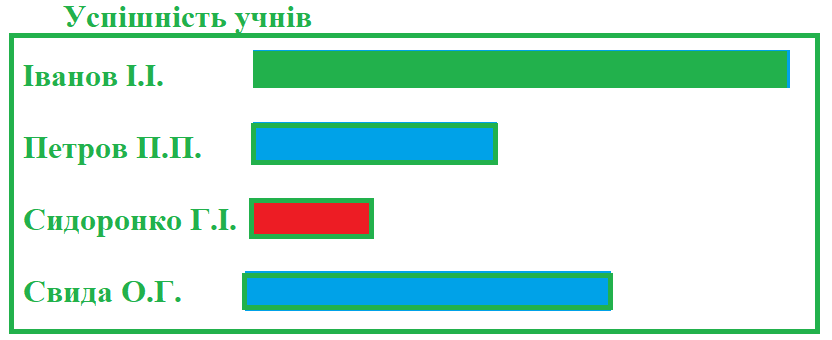 Успішність учнів
Іванов І.І.
Петров П.П.
Сидоронко Г.І.
Свида О.Г.